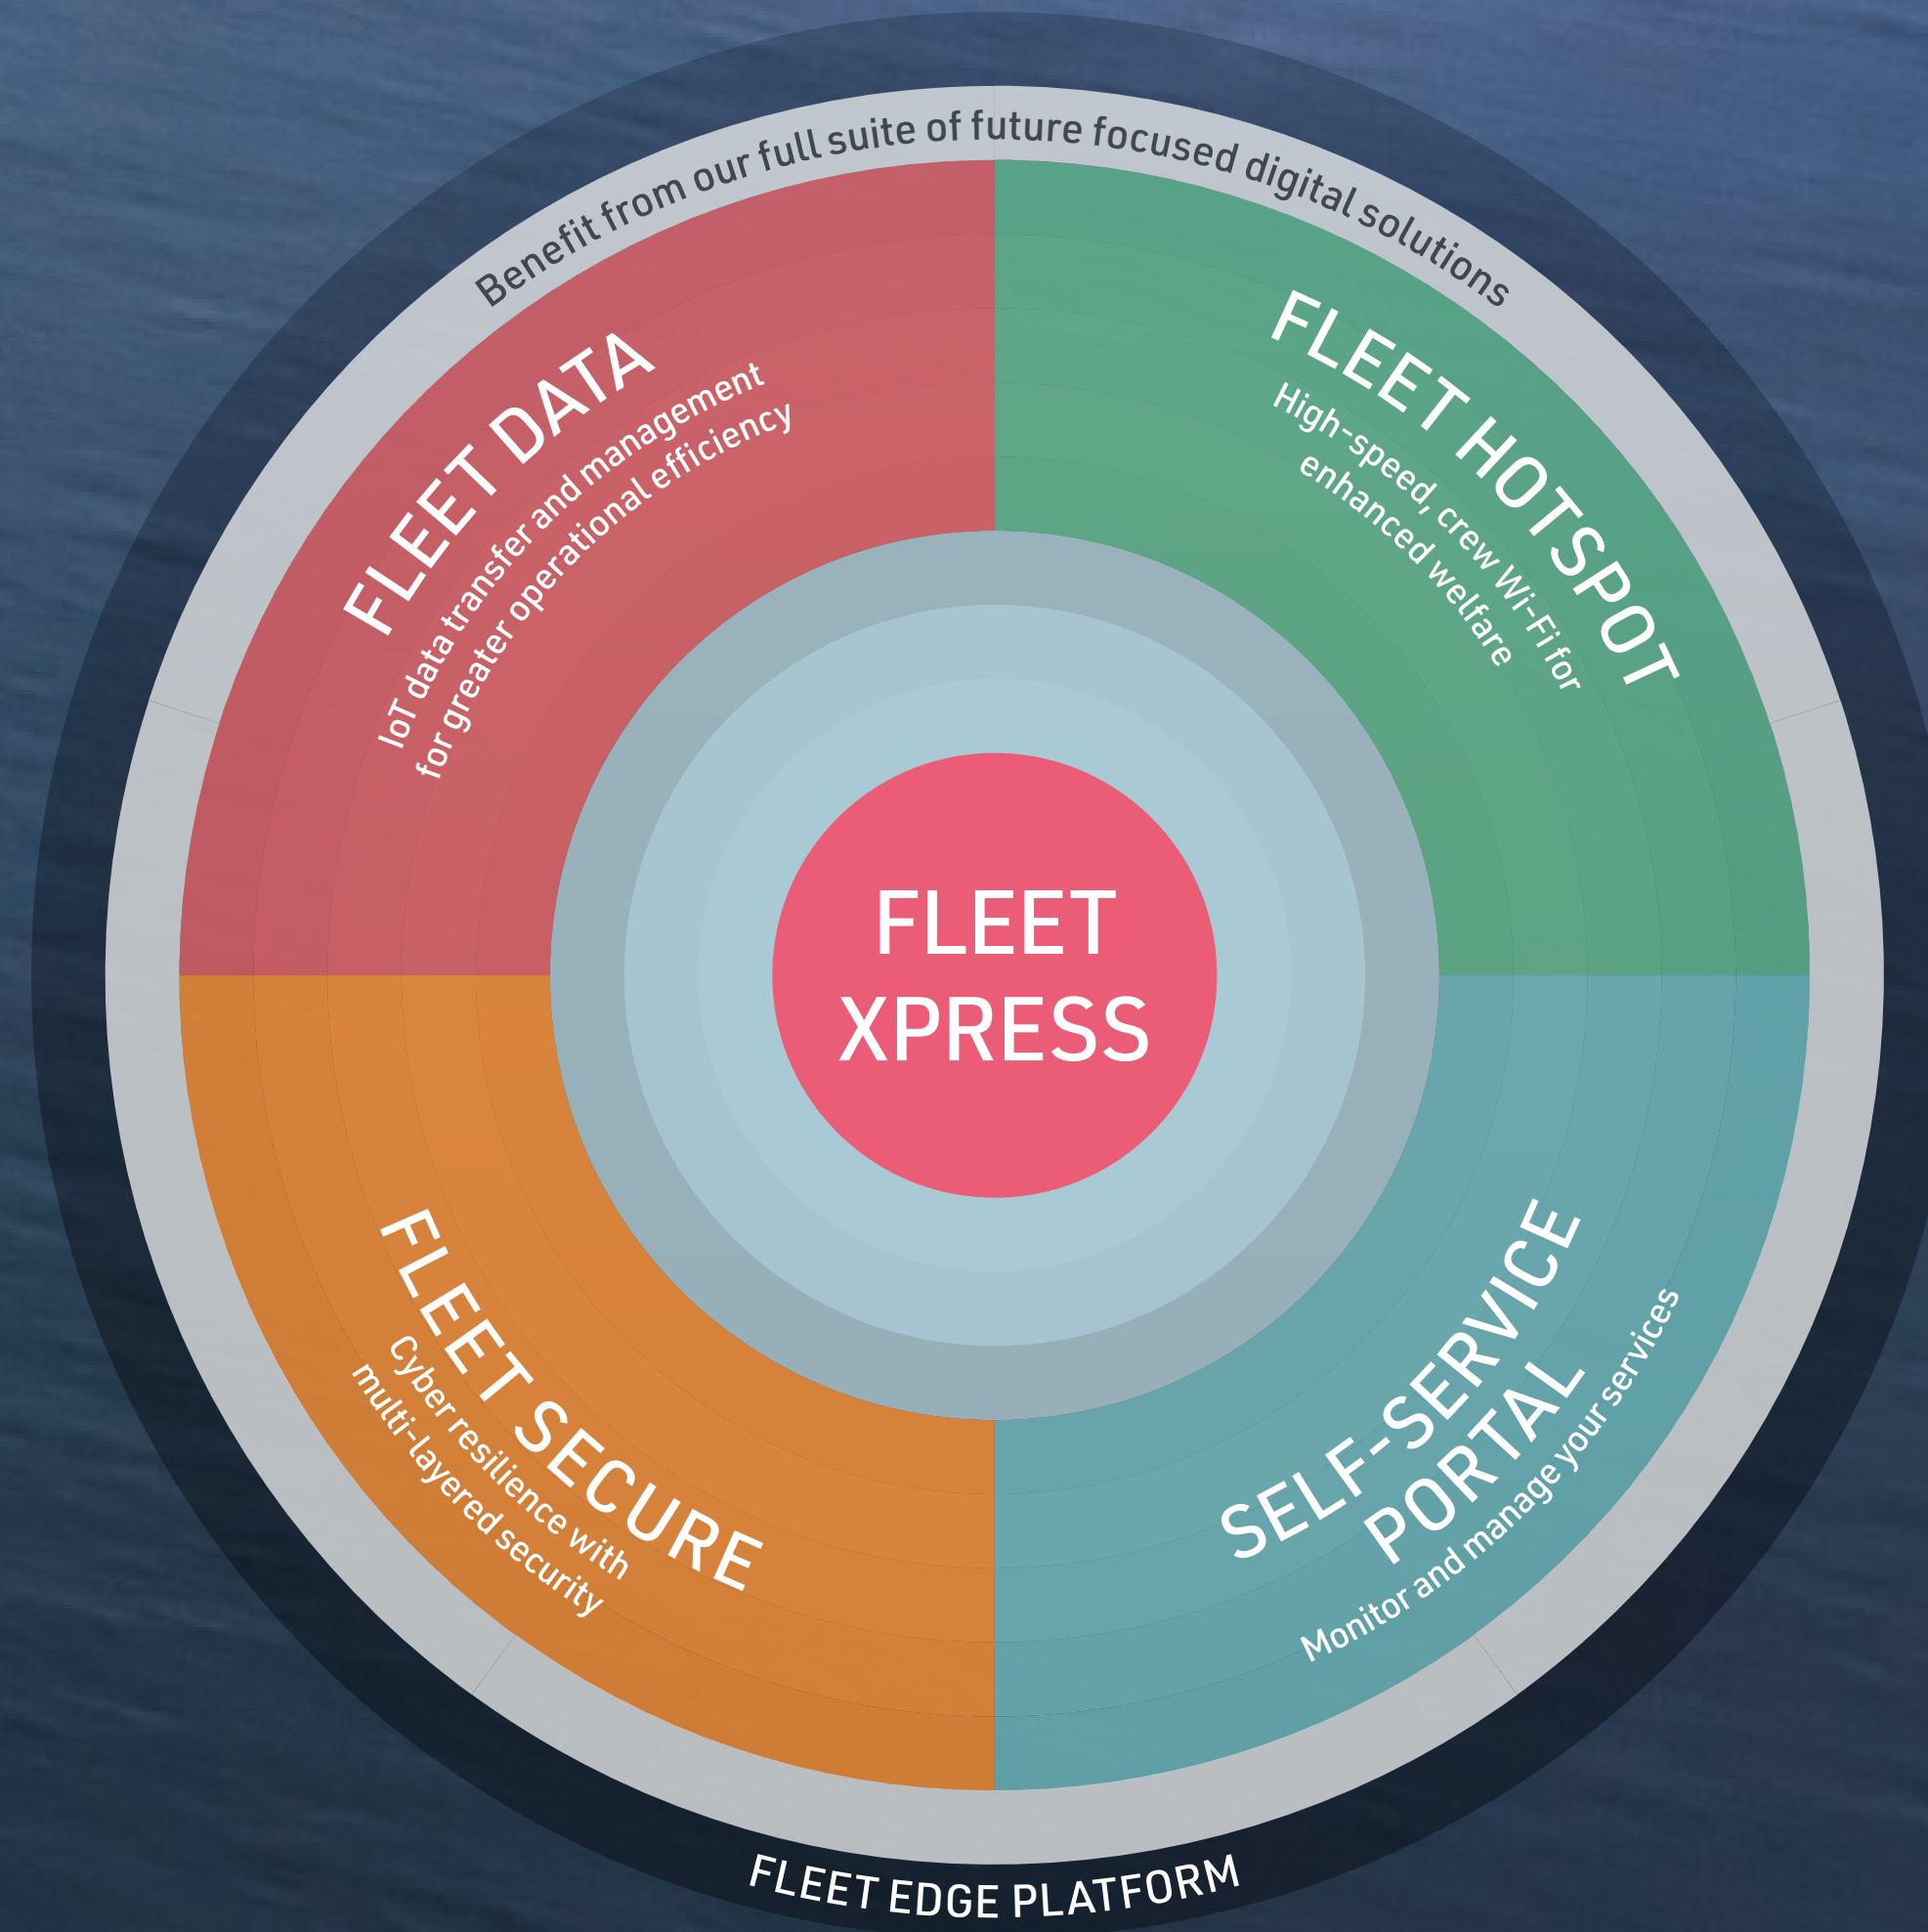 Benefit from our full suite of future focused digital solutions
FLEET DATA
IoT data transfer and management
for greater operational efficiency
FLEET HOTSPOT
High-speed, crew Wi-Fi for
enhanced welfare
FLEET
XPRESS
FLEET SECURE
Cyber resilience with
multi-layered security
SELF-SERVICE
PORTAL
Monitor and manage your services
FLEET EDGE PLATFORM